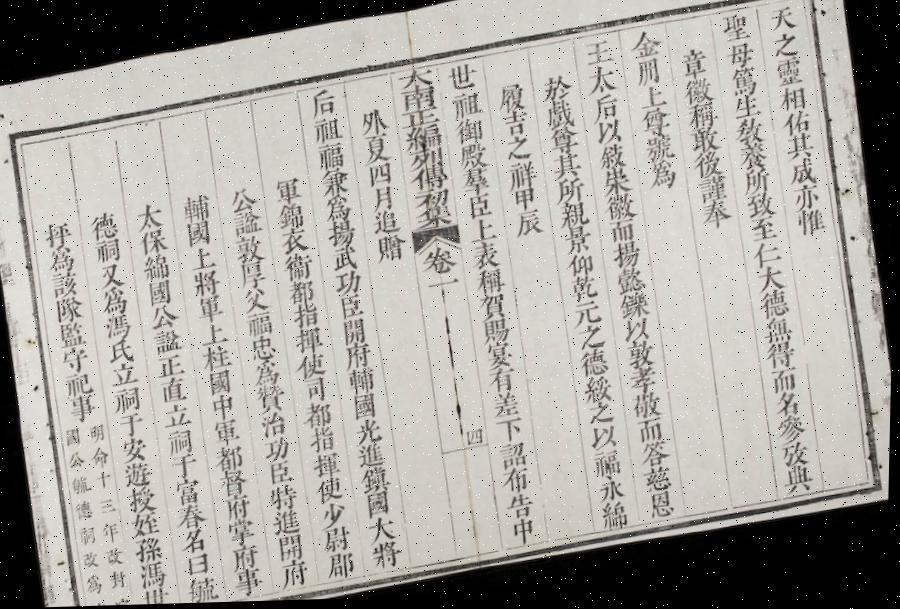 天之靈相佑其成亦惟
聖母篤生敎養所致至仁大德無得而名參攷與
章徽稱敢後謹奉
金册上尊號爲
王太后以敍崇徽而揚懿鑠以敦孝敬而答慈恩
於戲尊其所親景仰乾元之德綏之以福永綿
履吉之祥甲辰
世祖御殿羣臣上表稱賀賜宴有差下詔布告中
大南正編列傳初集 卷一 四
外夏四月追贈
后祖福兼爲揚武功臣開府輔國光進鎭國大將
軍錦衣衞都指揮使司都指揮使少尉郡
公諡敦厚父福忠爲贊治功臣特進開府
輔國上將軍上柱國中軍都督府掌府事
太保綿國公諡正直立祠于富春名曰毓
德祠又爲馮氏立祠于安遊授姪孫馮世
抨爲該隊監守祀事 明命十三年改封
國公毓德祠改爲